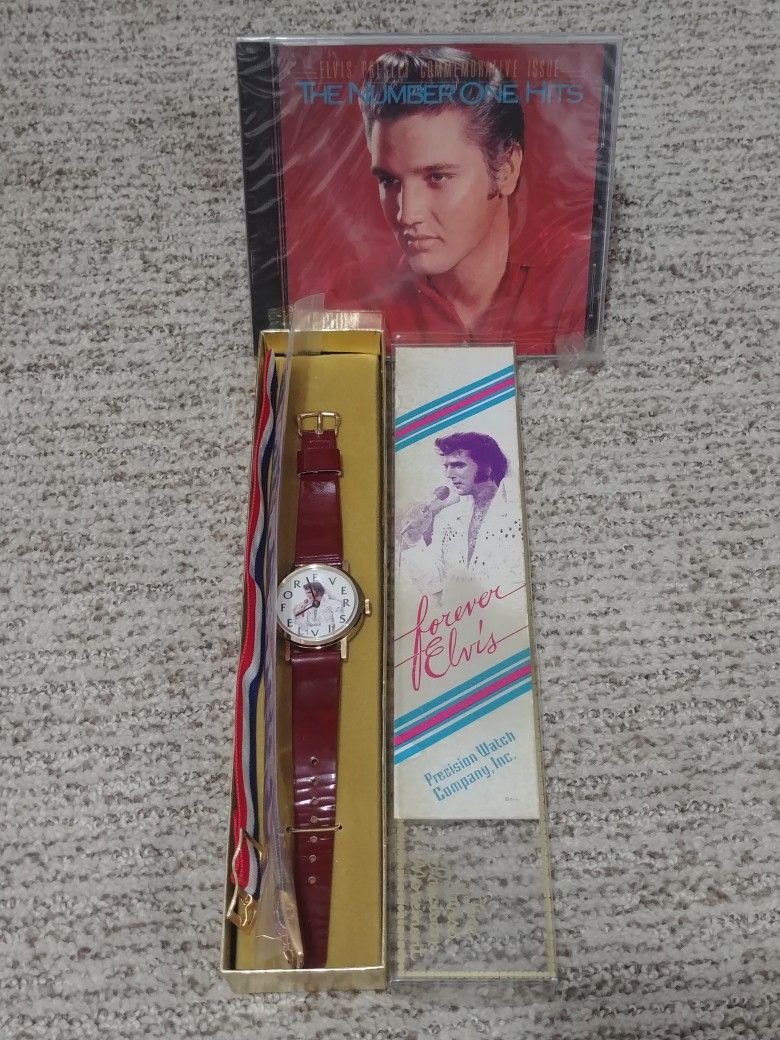 ELVIS PRESLEY COMMEMORATIVE ISSUE
THE NUMBER ONE HITS
FOREVER
ELVIS
forever
Elvis
Precision Watch
Company, Inc.